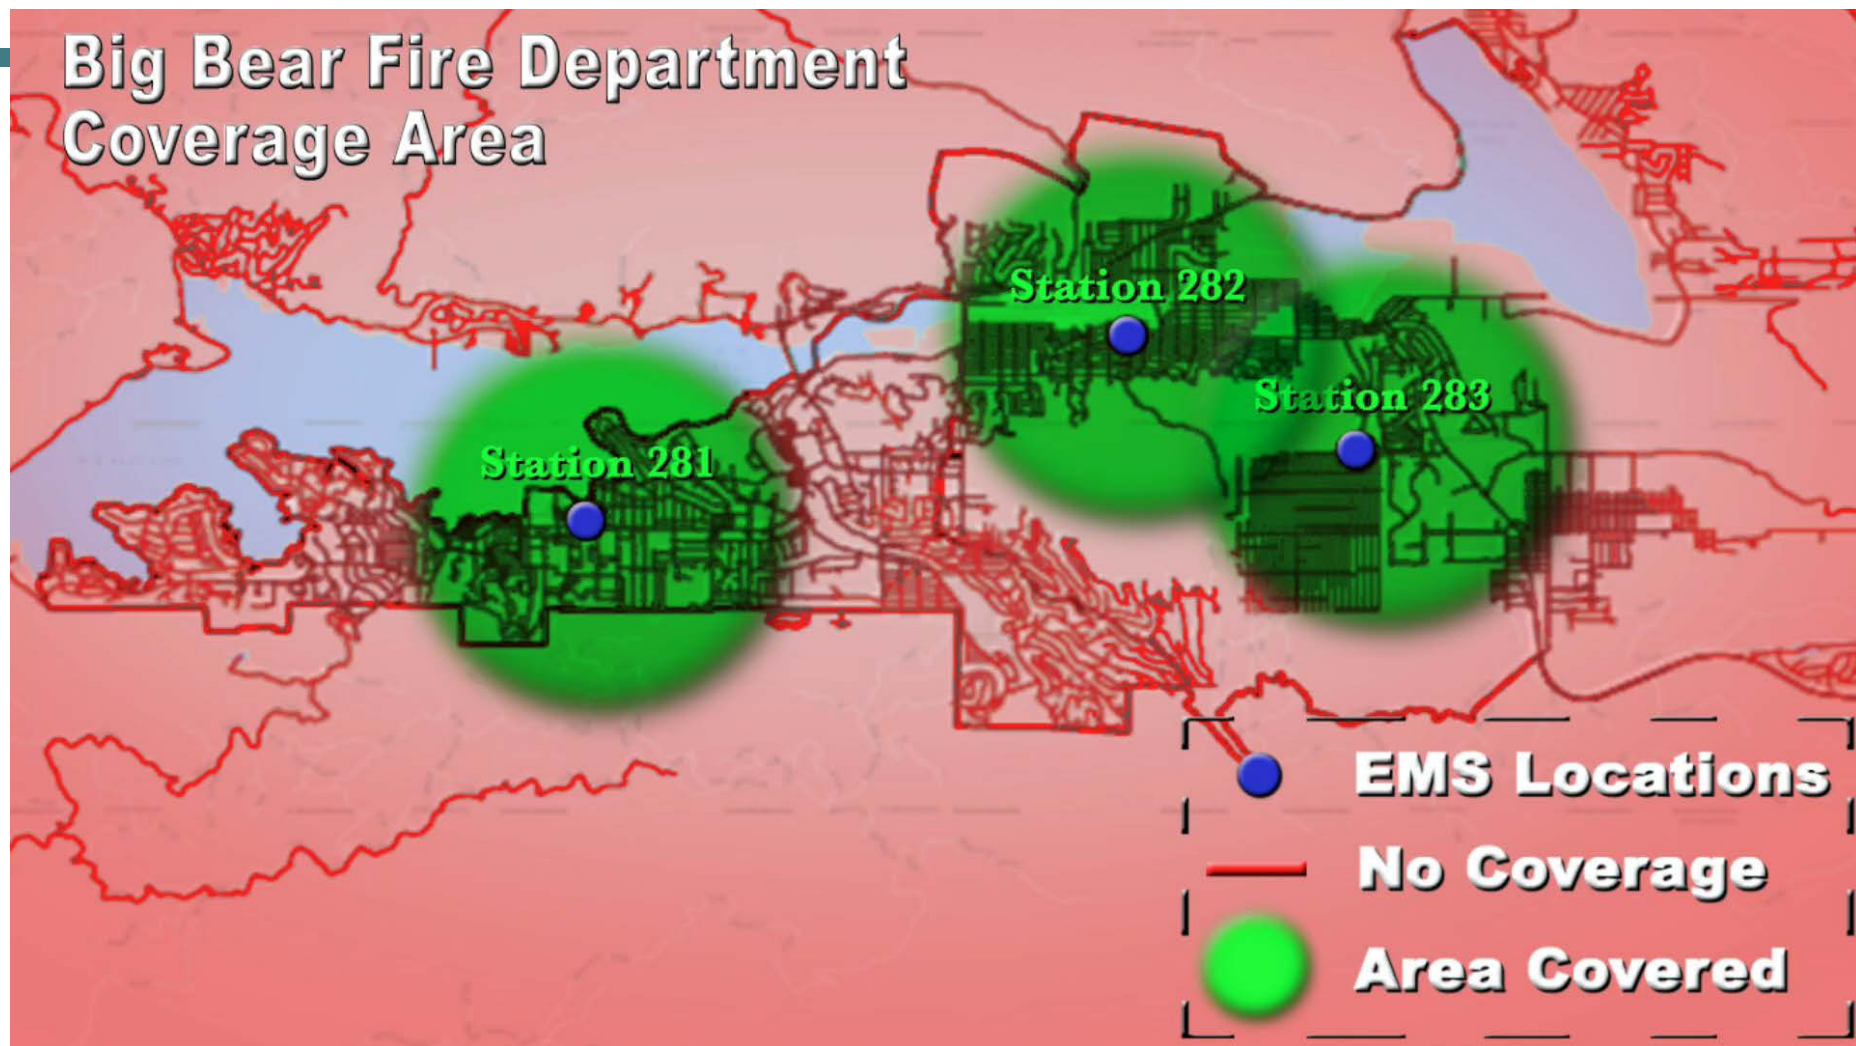 Big Bear Fire Department
Coverage Area
Station 282
Station 283
Station 281
EMS Locations
No Coverage
Area Covered